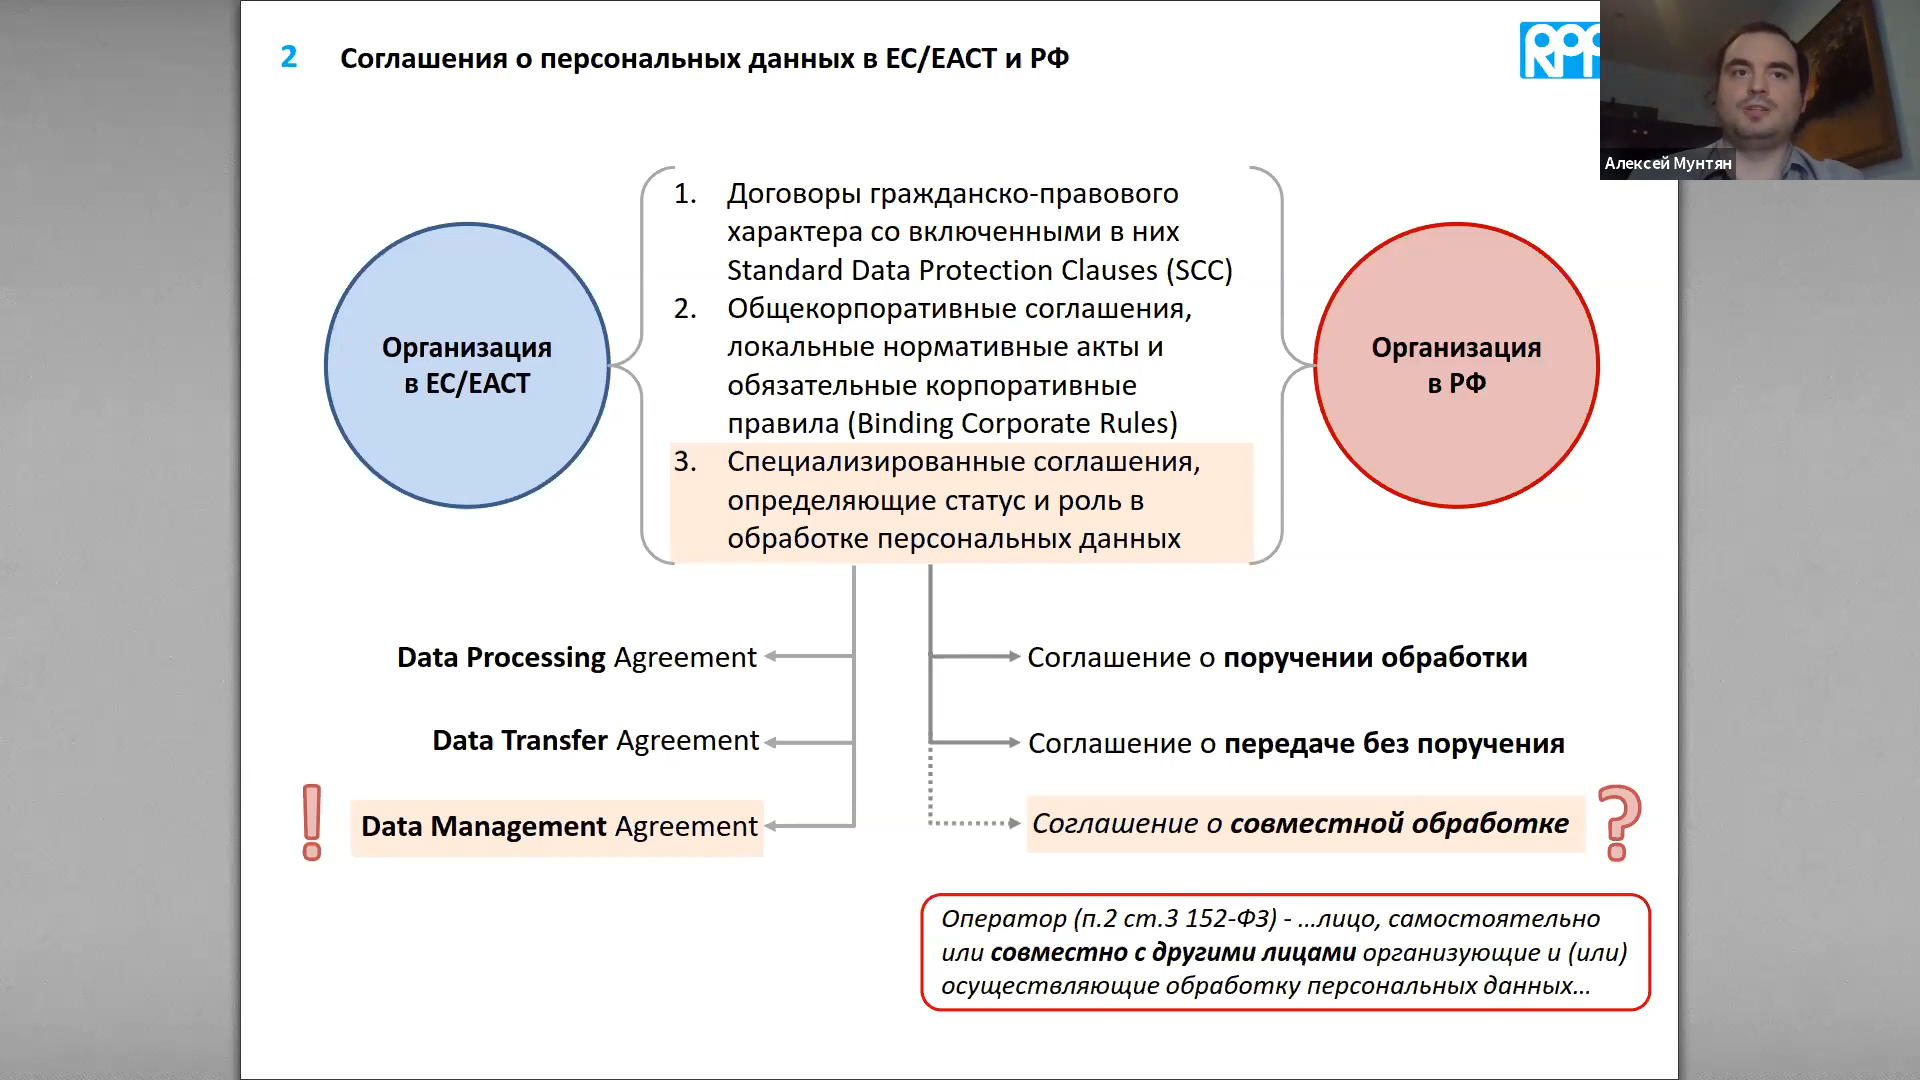 2 Соглашения о персональных данных в ЕС/ЕАСТ и РФ
Алексей Мунтян
Организация
в ЕС/ЕАСТ
1. Договоры гражданско-правового
характера со включенными в них
Standard Data Protection Clauses (SCC)
2. Общекорпоративные соглашения,
локальные нормативные акты и
обязательные корпоративные
правила (Binding Corporate Rules)
3. Специализированные соглашения,
определяющие статус и роль в
обработке персональных данных
Организация
в РФ
Data Processing Agreement
Data Transfer Agreement
! Data Management Agreement
Соглашение о поручении обработки
Соглашение о передаче без поручения
Соглашение о совместной обработке ?
Оператор (п.2 ст.3 152-ФЗ) - …лицо, самостоятельно
или совместно с другими лицами организующие и (или)
осуществляющие обработку персональных данных…